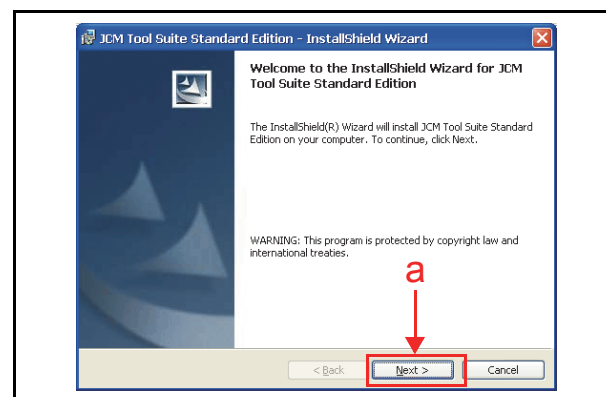 JCM Tool Suite Standard Edition - InstallShield Wizard
Welcome to the InstallShield Wizard for JCM
Tool Suite Standard Edition
The InstallShield(R) Wizard will install JCM Tool Suite Standard
Edition on your computer. To continue, click Next.
WARNING: This program is protected by copyright law and
international treaties.
a
< Back Next > Cancel